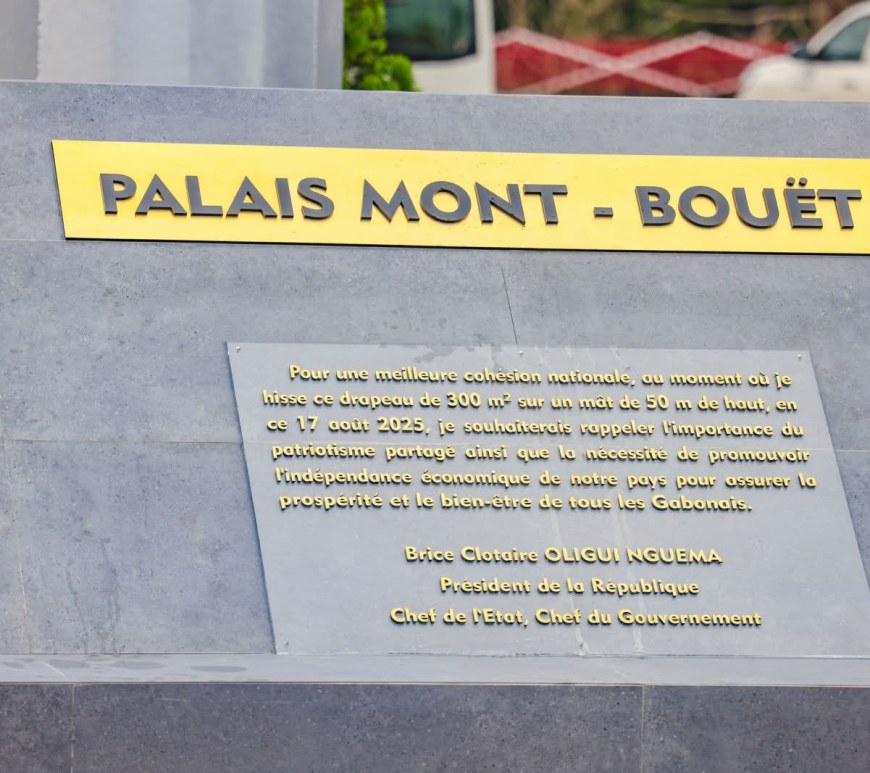 PALAIS MONT - BOUËT
Pour une meilleure cohésion nationale, au moment où je
hisse ce drapeau de 300 m² sur un mât de 50 m de haut, en
ce 17 août 2025, je souhaiterais rappeler l'importance du
patriotisme partagé ainsi que la nécessité de promouvoir
l'indépendance économique de notre pays pour assurer la
prospérité et le bien-être de tous les Gabonais.
Brice Clotaire OLIGUI NGUEMA
Président de la République
Chef de l'Etat, Chef du Gouvernement